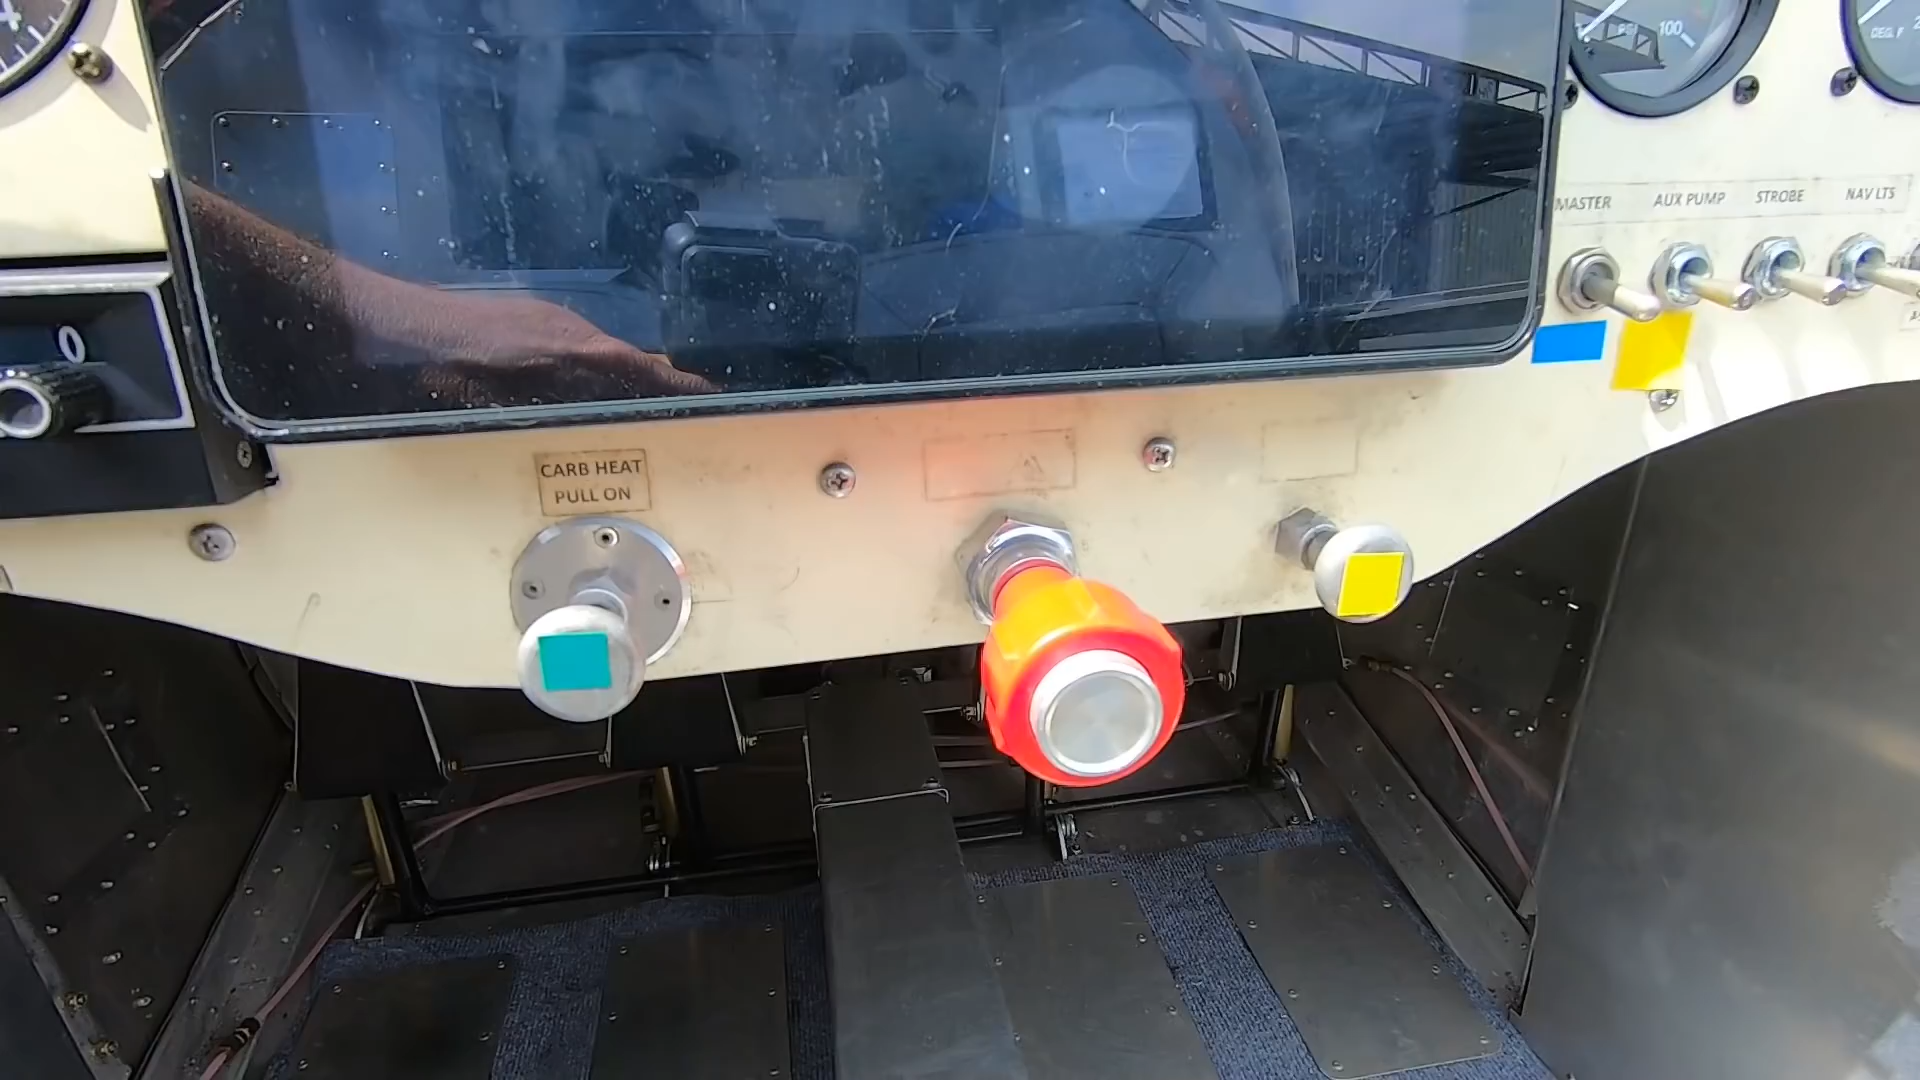 PSI 100
DEG. F
MASTER AUX PUMP STROBE NAV LTS
0
CARB HEAT
PULL ON